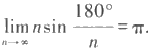 lim n sin 180°/n = π.
n→∞